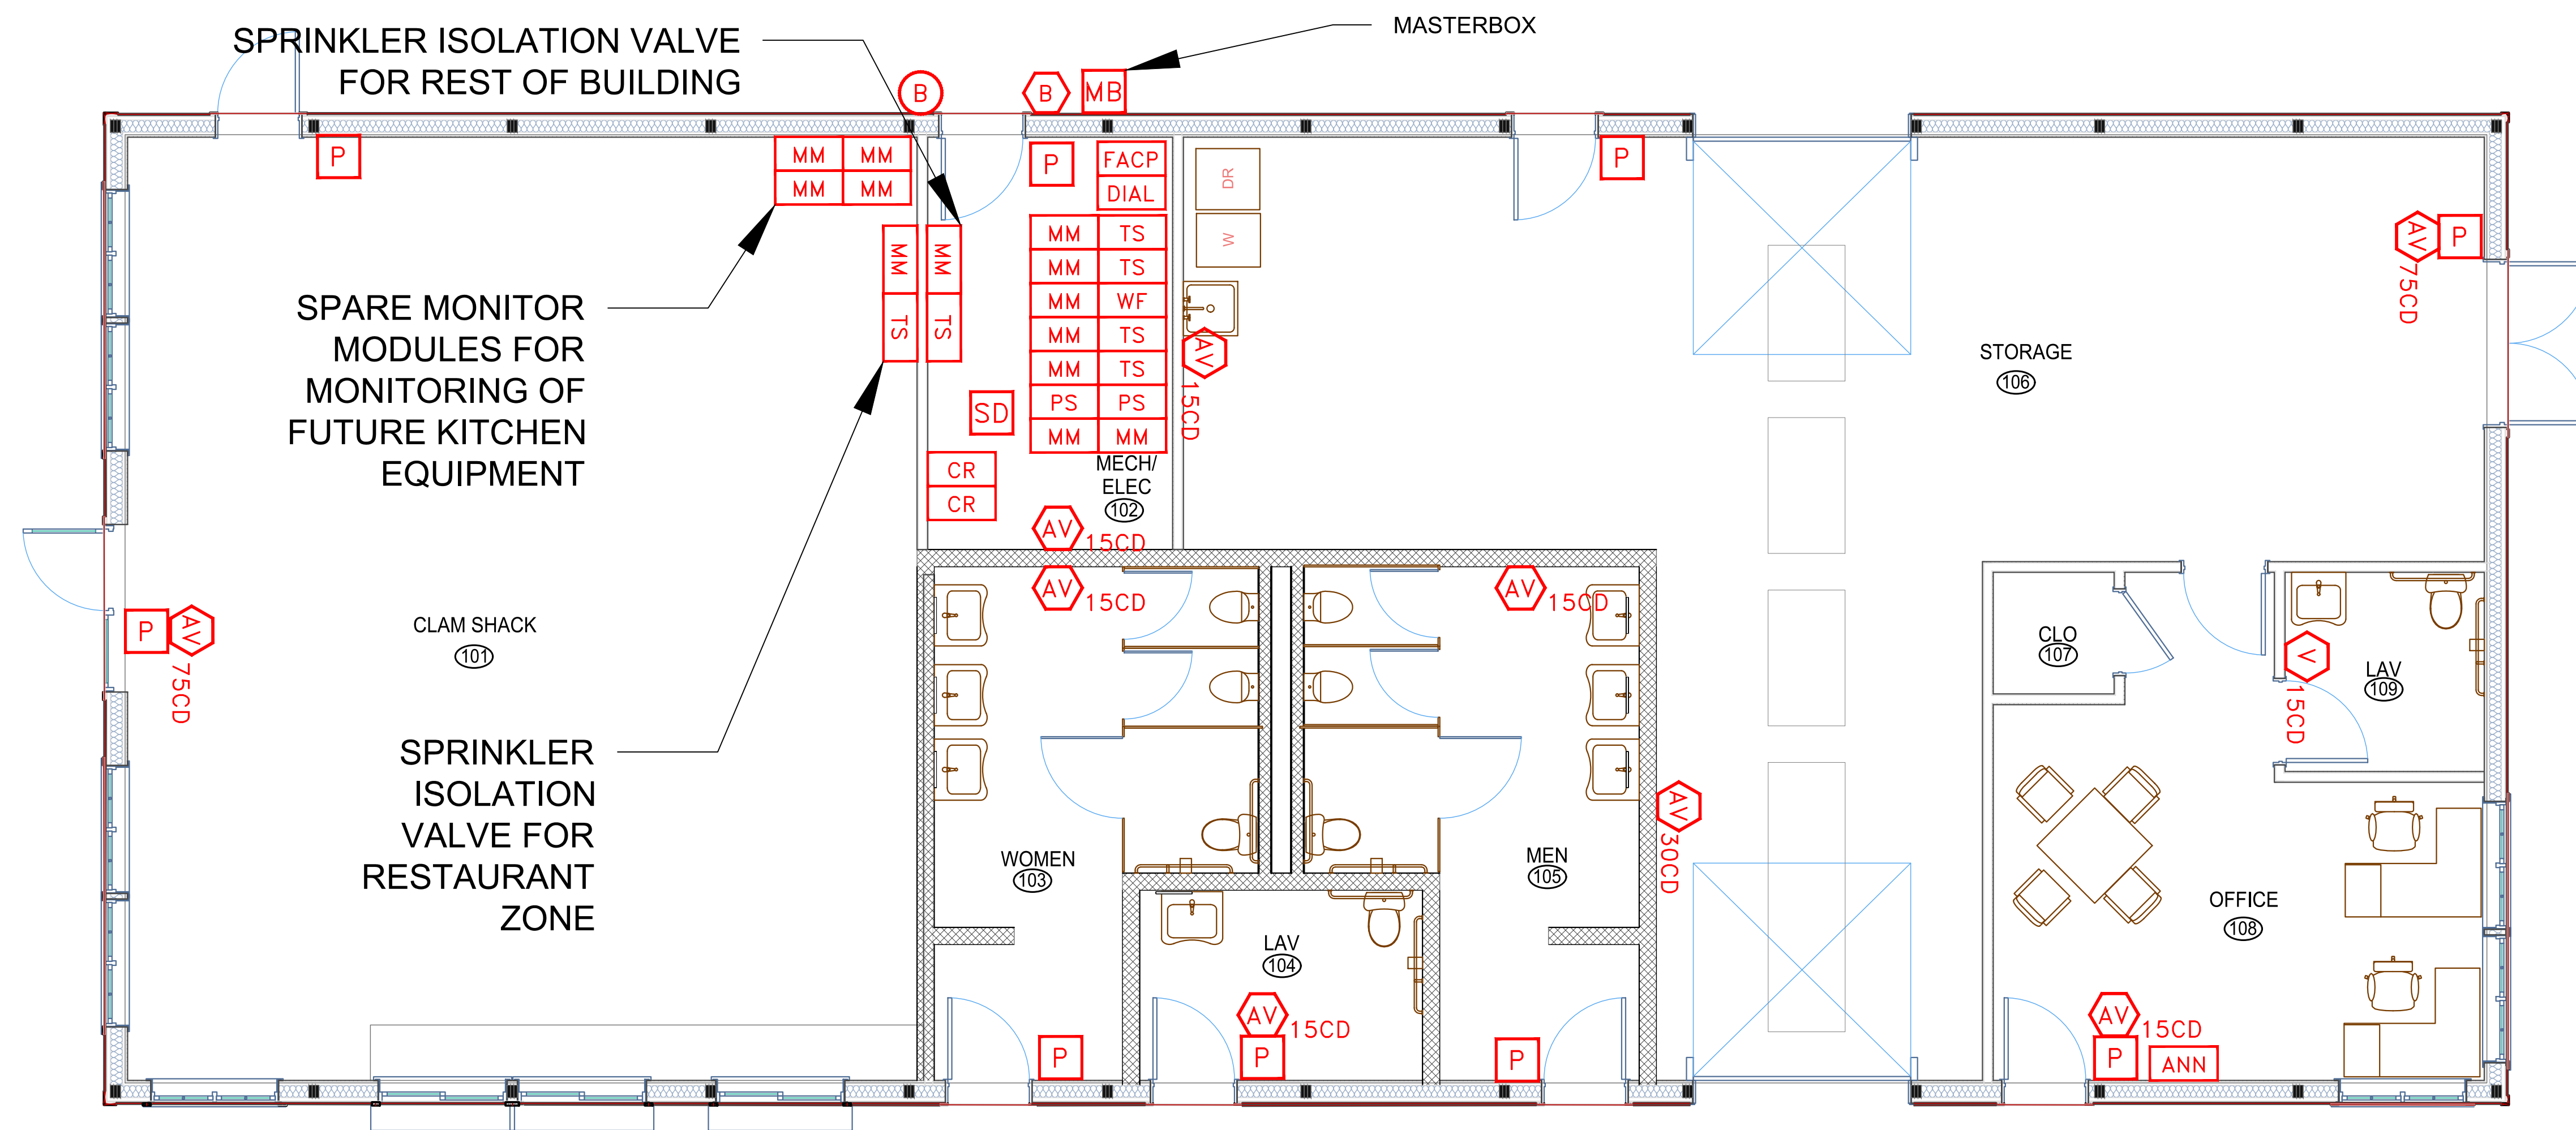 MASTERBOX
SPRINKLER ISOLATION VALVE
FOR REST OF BUILDING
B
B
MB
P
MM MM
MM MM
P
FACP
DIAL
DR
W
P
AV
P
75CD
MM
TS
MM
TS
MM TS
MM TS
MM WF
MM TS
MM TS
PS PS
MM MM
SD
CR
CR
AV
15CD
MECH/
ELEC
102
AV
15CD
SPARE MONITOR
MODULES FOR
MONITORING OF
FUTURE KITCHEN
EQUIPMENT
STORAGE
106
P
AV
75CD
CLAM SHACK
101
AV
15CD
AV
15CD
CLO
107
V
15CD
LAV
109
SPRINKLER
ISOLATION
VALVE FOR
RESTAURANT
ZONE
WOMEN
103
MEN
105
AV
30CD
OFFICE
108
LAV
104
P
AV
15CD
P
P
AV
15CD
P
ANN